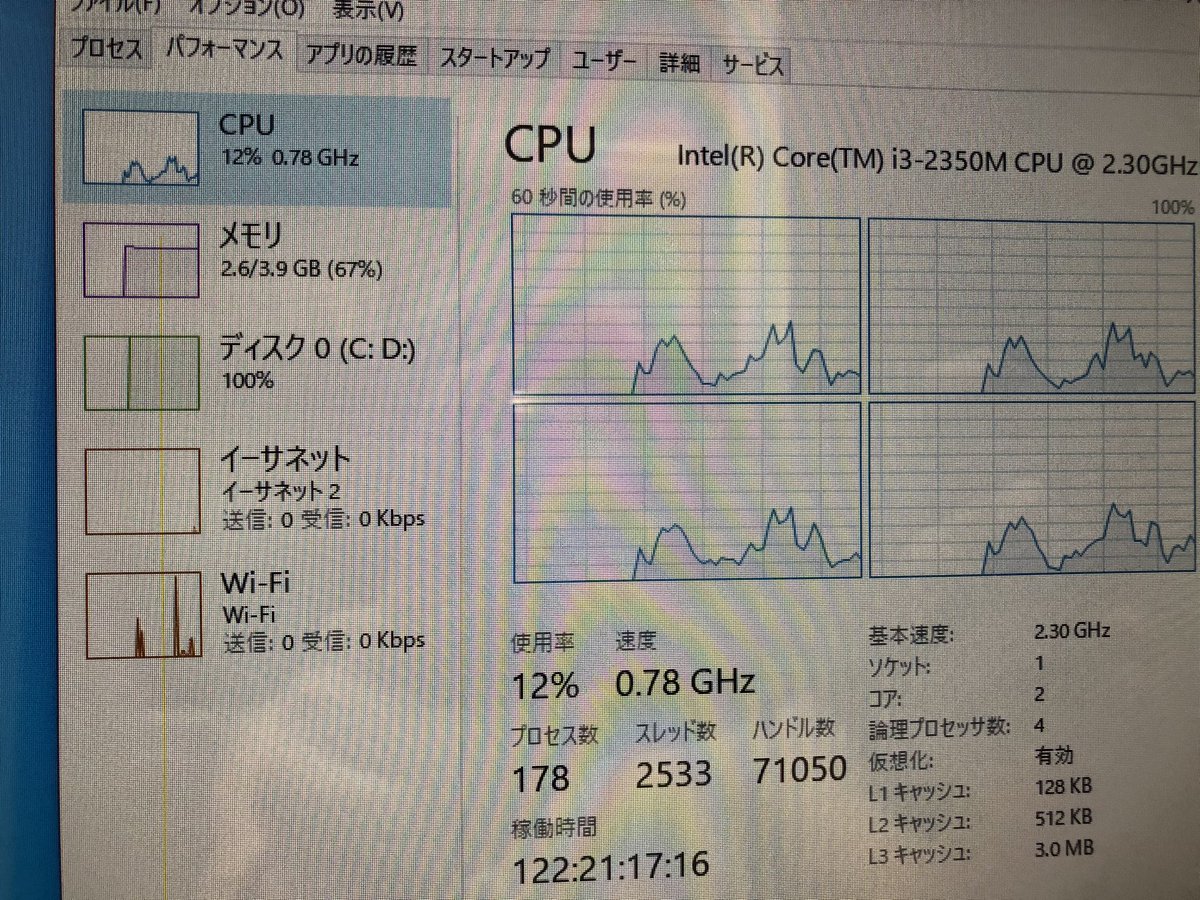 ファイル(F) オプション(O) 表示(V)
プロセス パフォーマンス アプリの履歴 スタートアップ ユーザー 詳細 サービス
CPU
12% 0.78 GHz
メモリ
2.6/3.9 GB (67%)
ディスク 0 (C: D:)
100%
イーサネット
イーサネット 2
送信: 0 受信: 0 Kbps
Wi-Fi
Wi-Fi
送信: 0 受信: 0 Kbps
CPU Intel(R) Core(TM) i3-2350M CPU @ 2.30GHz
60 秒間の使用率 (%) 100%
使用率 速度
12% 0.78 GHz
プロセス数 スレッド数 ハンドル数
178 2533 71050
稼働時間
122:21:17:16
基本速度: 2.30 GHz
ソケット: 1
コア: 2
論理プロセッサ数: 4
仮想化: 有効
L1 キャッシュ: 128 KB
L2 キャッシュ: 512 KB
L3 キャッシュ: 3.0 MB